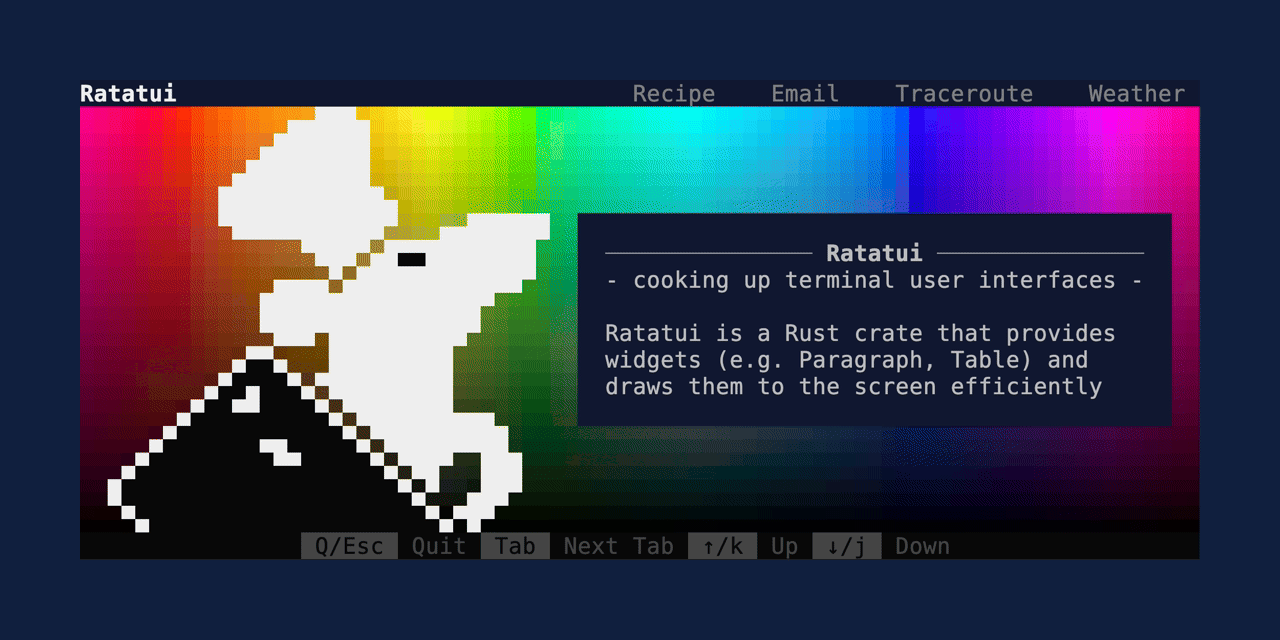 Ratatui Recipe Email Traceroute Weather
Ratatui
- cooking up terminal user interfaces -
Ratatui is a Rust crate that provides
widgets (e.g. Paragraph, Table) and
draws them to the screen efficiently
Q/Esc Quit Tab Next Tab ↑/k Up ↓/j Down